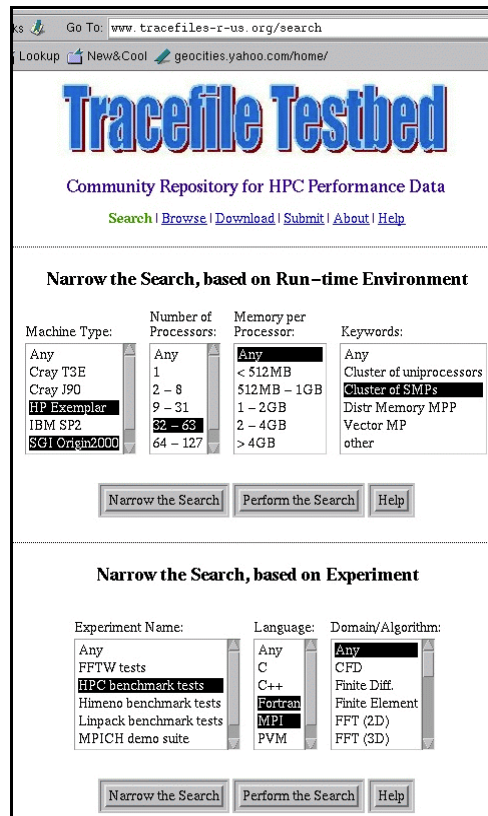 ks Go To: www.tracefiles-r-us.org/search
Lookup New&Cool geocities.yahoo.com/home/
Tracefile Testbed
Community Repository for HPC Performance Data
Search | Browse | Download | Submit | About | Help
Narrow the Search, based on Run-time Environment
Machine Type:
Any
Cray T3E
Cray J90
HP Exemplar
IBM SP2
SGI Origin2000
Number of
Processors:
Any
1
2 - 8
9 - 31
32 - 63
64 - 127
Memory per
Processor:
Any
< 512MB
512MB - 1GB
1 - 2GB
2 - 4GB
> 4GB
Keywords:
Any
Cluster of uniprocessors
Cluster of SMPs
Distr Memory MPP
Vector MP
other
Narrow the Search Perform the Search Help
Narrow the Search, based on Experiment
Experiment Name:
Any
FFTW tests
HPC benchmark tests
Himeno benchmark tests
Linpack benchmark tests
MPICH demo suite
Language:
Any
C
C++
Fortran
MPI
PVM
Domain/Algorithm:
Any
CFD
Finite Diff.
Finite Element
FFT (2D)
FFT (3D)
Narrow the Search Perform the Search Help